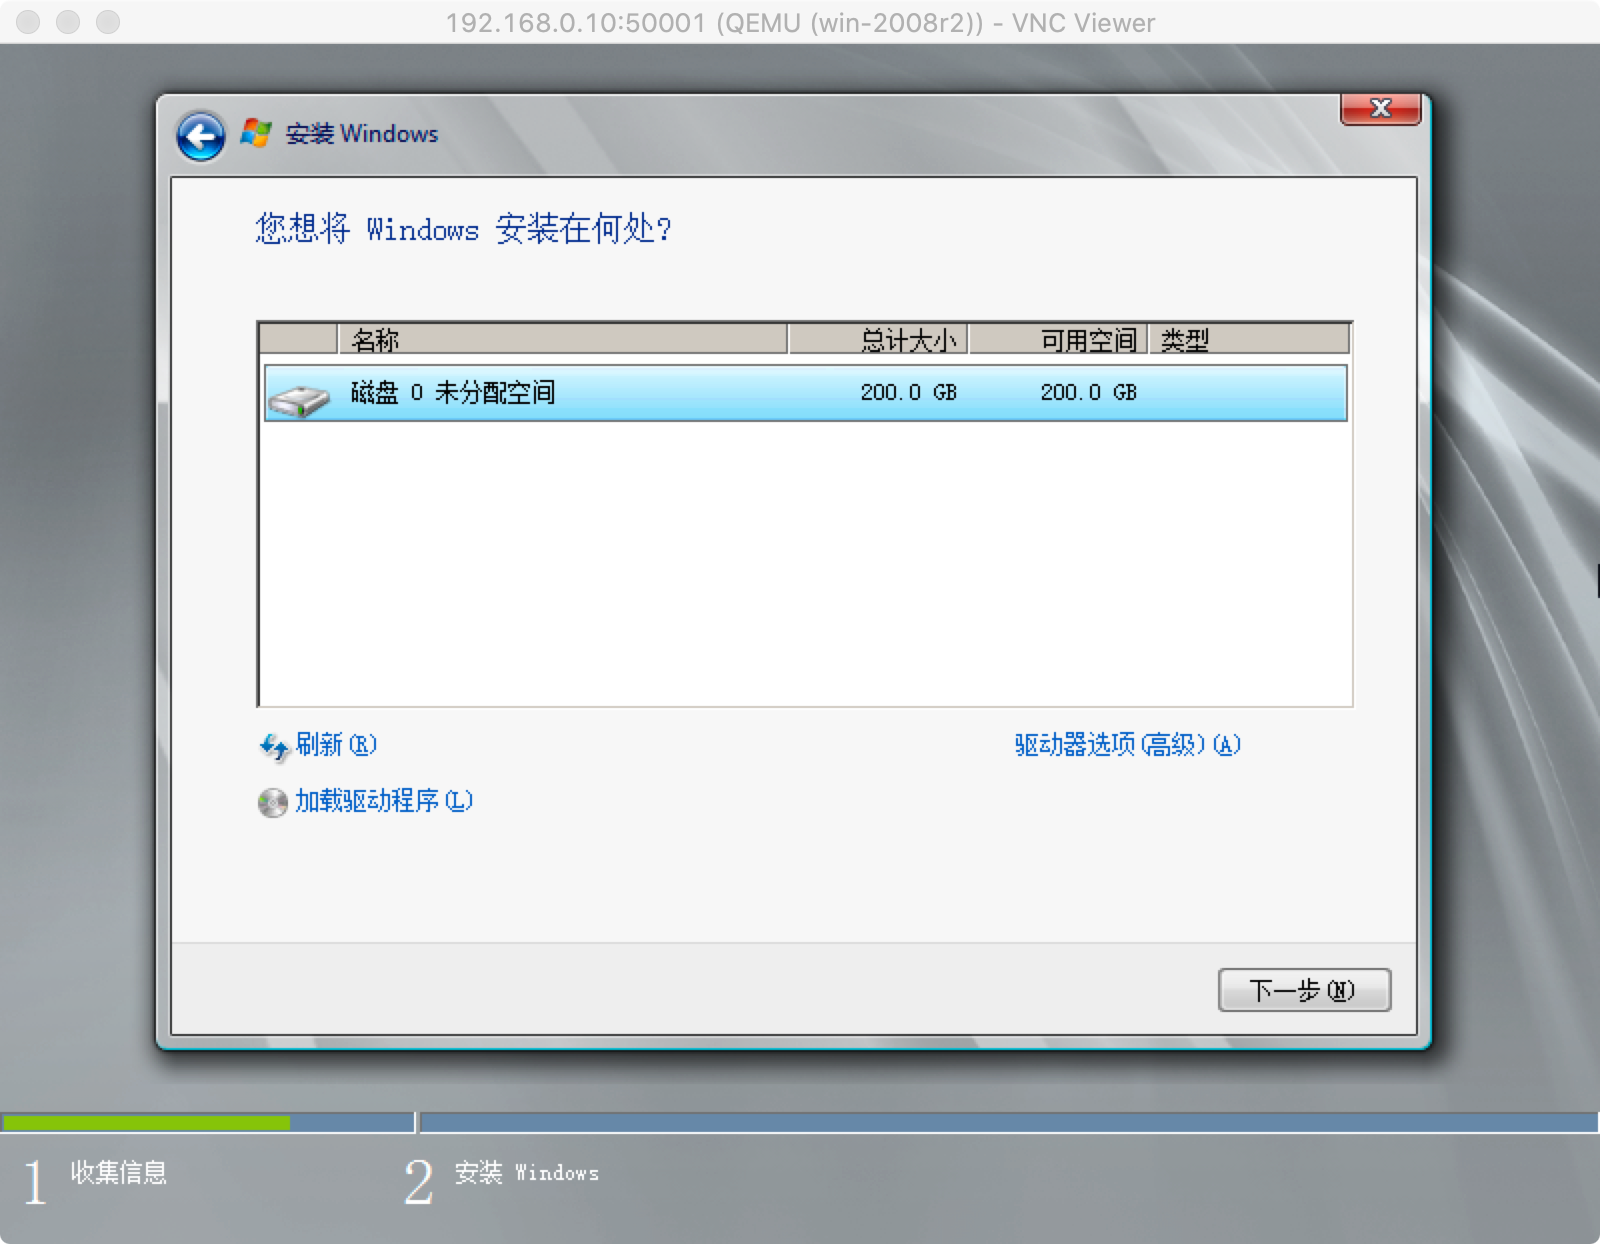 192.168.0.10:50001 (QEMU (win-2008r2)) - VNC Viewer
安装 Windows
您想将 Windows 安装在何处?
名称 总计大小 可用空间 类型
磁盘 0 未分配空间 200.0 GB 200.0 GB
刷新(R) 驱动器选项(高级)(A)
加载驱动程序(L)
下一步(N)
1 收集信息 2 安装 Windows